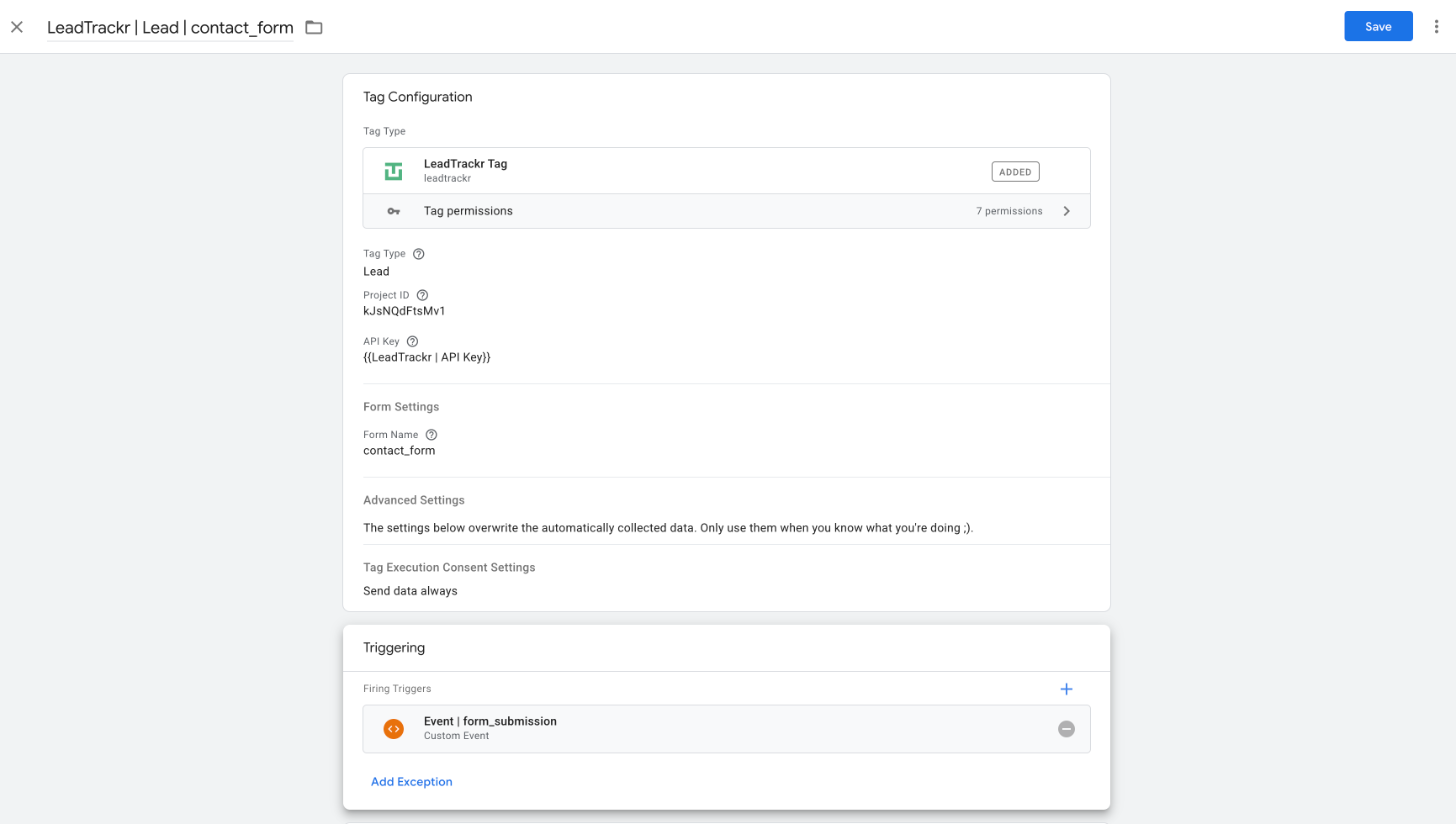 LeadTrackr | Lead | contact_form
Save
Tag Configuration
Tag Type
LeadTrackr Tag
leadtrackr
ADDED
Tag permissions
7 permissions
Tag Type
Lead
Project ID
kJsNQdFtsMv1
API Key
{{LeadTrackr | API Key}}
Form Settings
Form Name
contact_form
Advanced Settings
The settings below overwrite the automatically collected data. Only use them when you know what you're doing ;).
Tag Execution Consent Settings
Send data always
Triggering
Firing Triggers
Event | form_submission
Custom Event
Add Exception